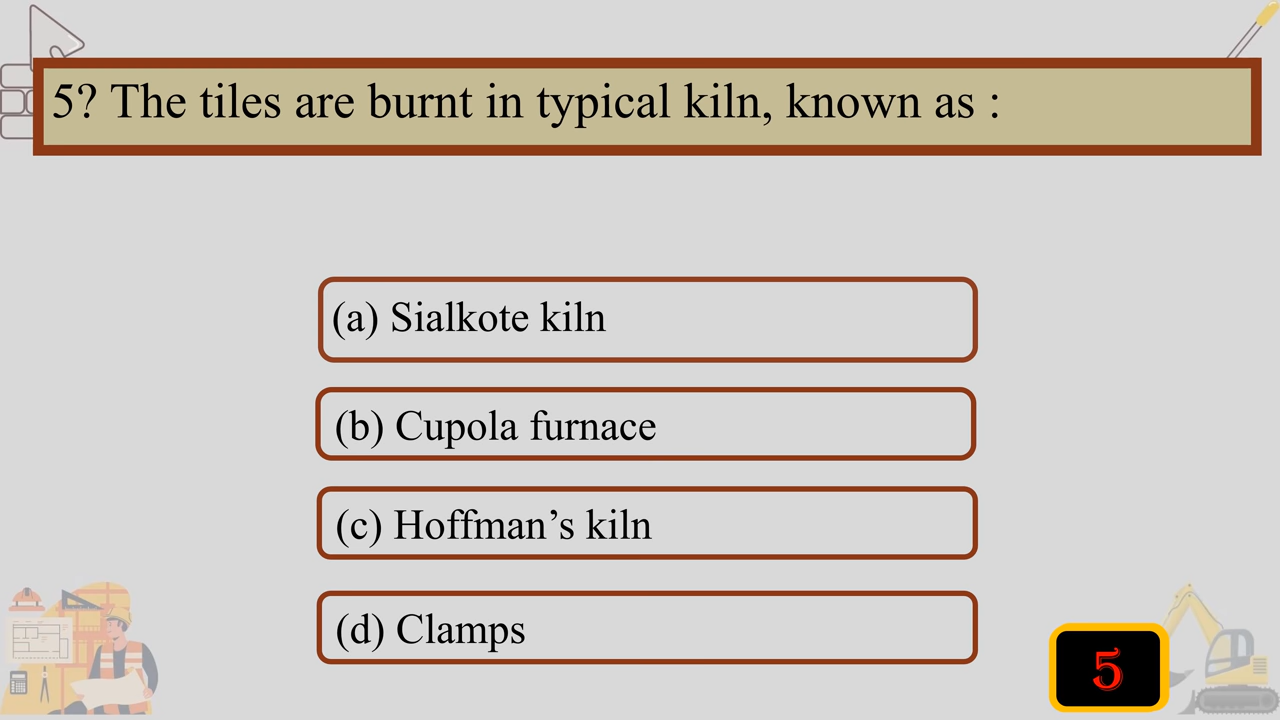 5? The tiles are burnt in typical kiln, known as :
(a) Sialkote kiln
(b) Cupola furnace
(c) Hoffman’s kiln
(d) Clamps
5